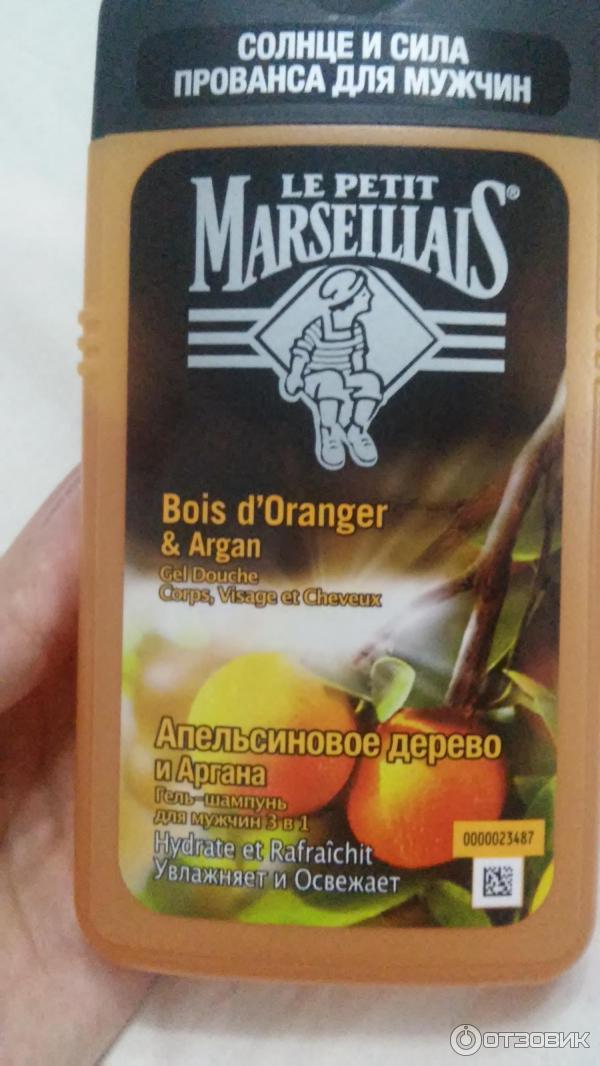 СОЛНЦЕ И СИЛА
ПРОВАНСА ДЛЯ МУЖЧИН
LE PETIT
MARSEILLAIS®
Bois d'Oranger
& Argan
Gel Douche
Corps, Visage et Cheveux
Апельсиновое дерево
и Аргана
Гель-шампунь
для мужчин 3 в 1
Hydrate et Rafraîchit
Увлажняет и Освежает
0000023487
ОТЗОВИК